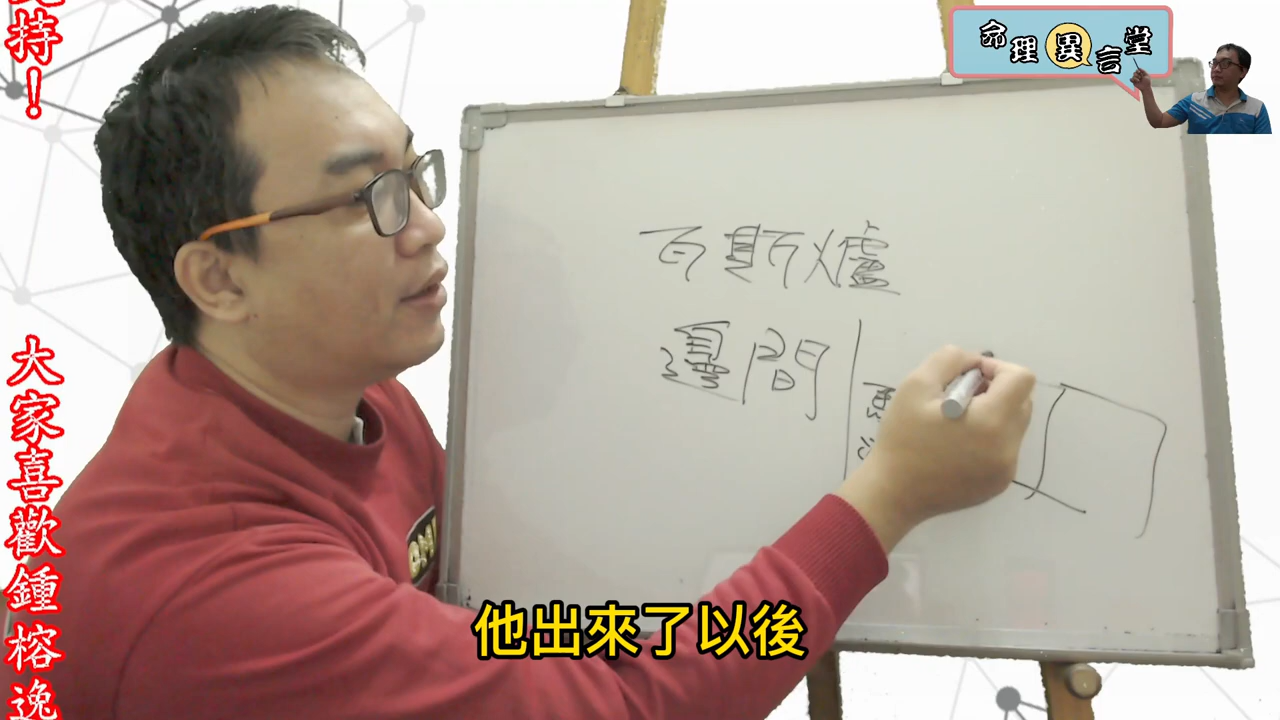 持！
大家喜歡鍾榕逸
命理異言堂
瓦斯爐
邊間
他出來了以後